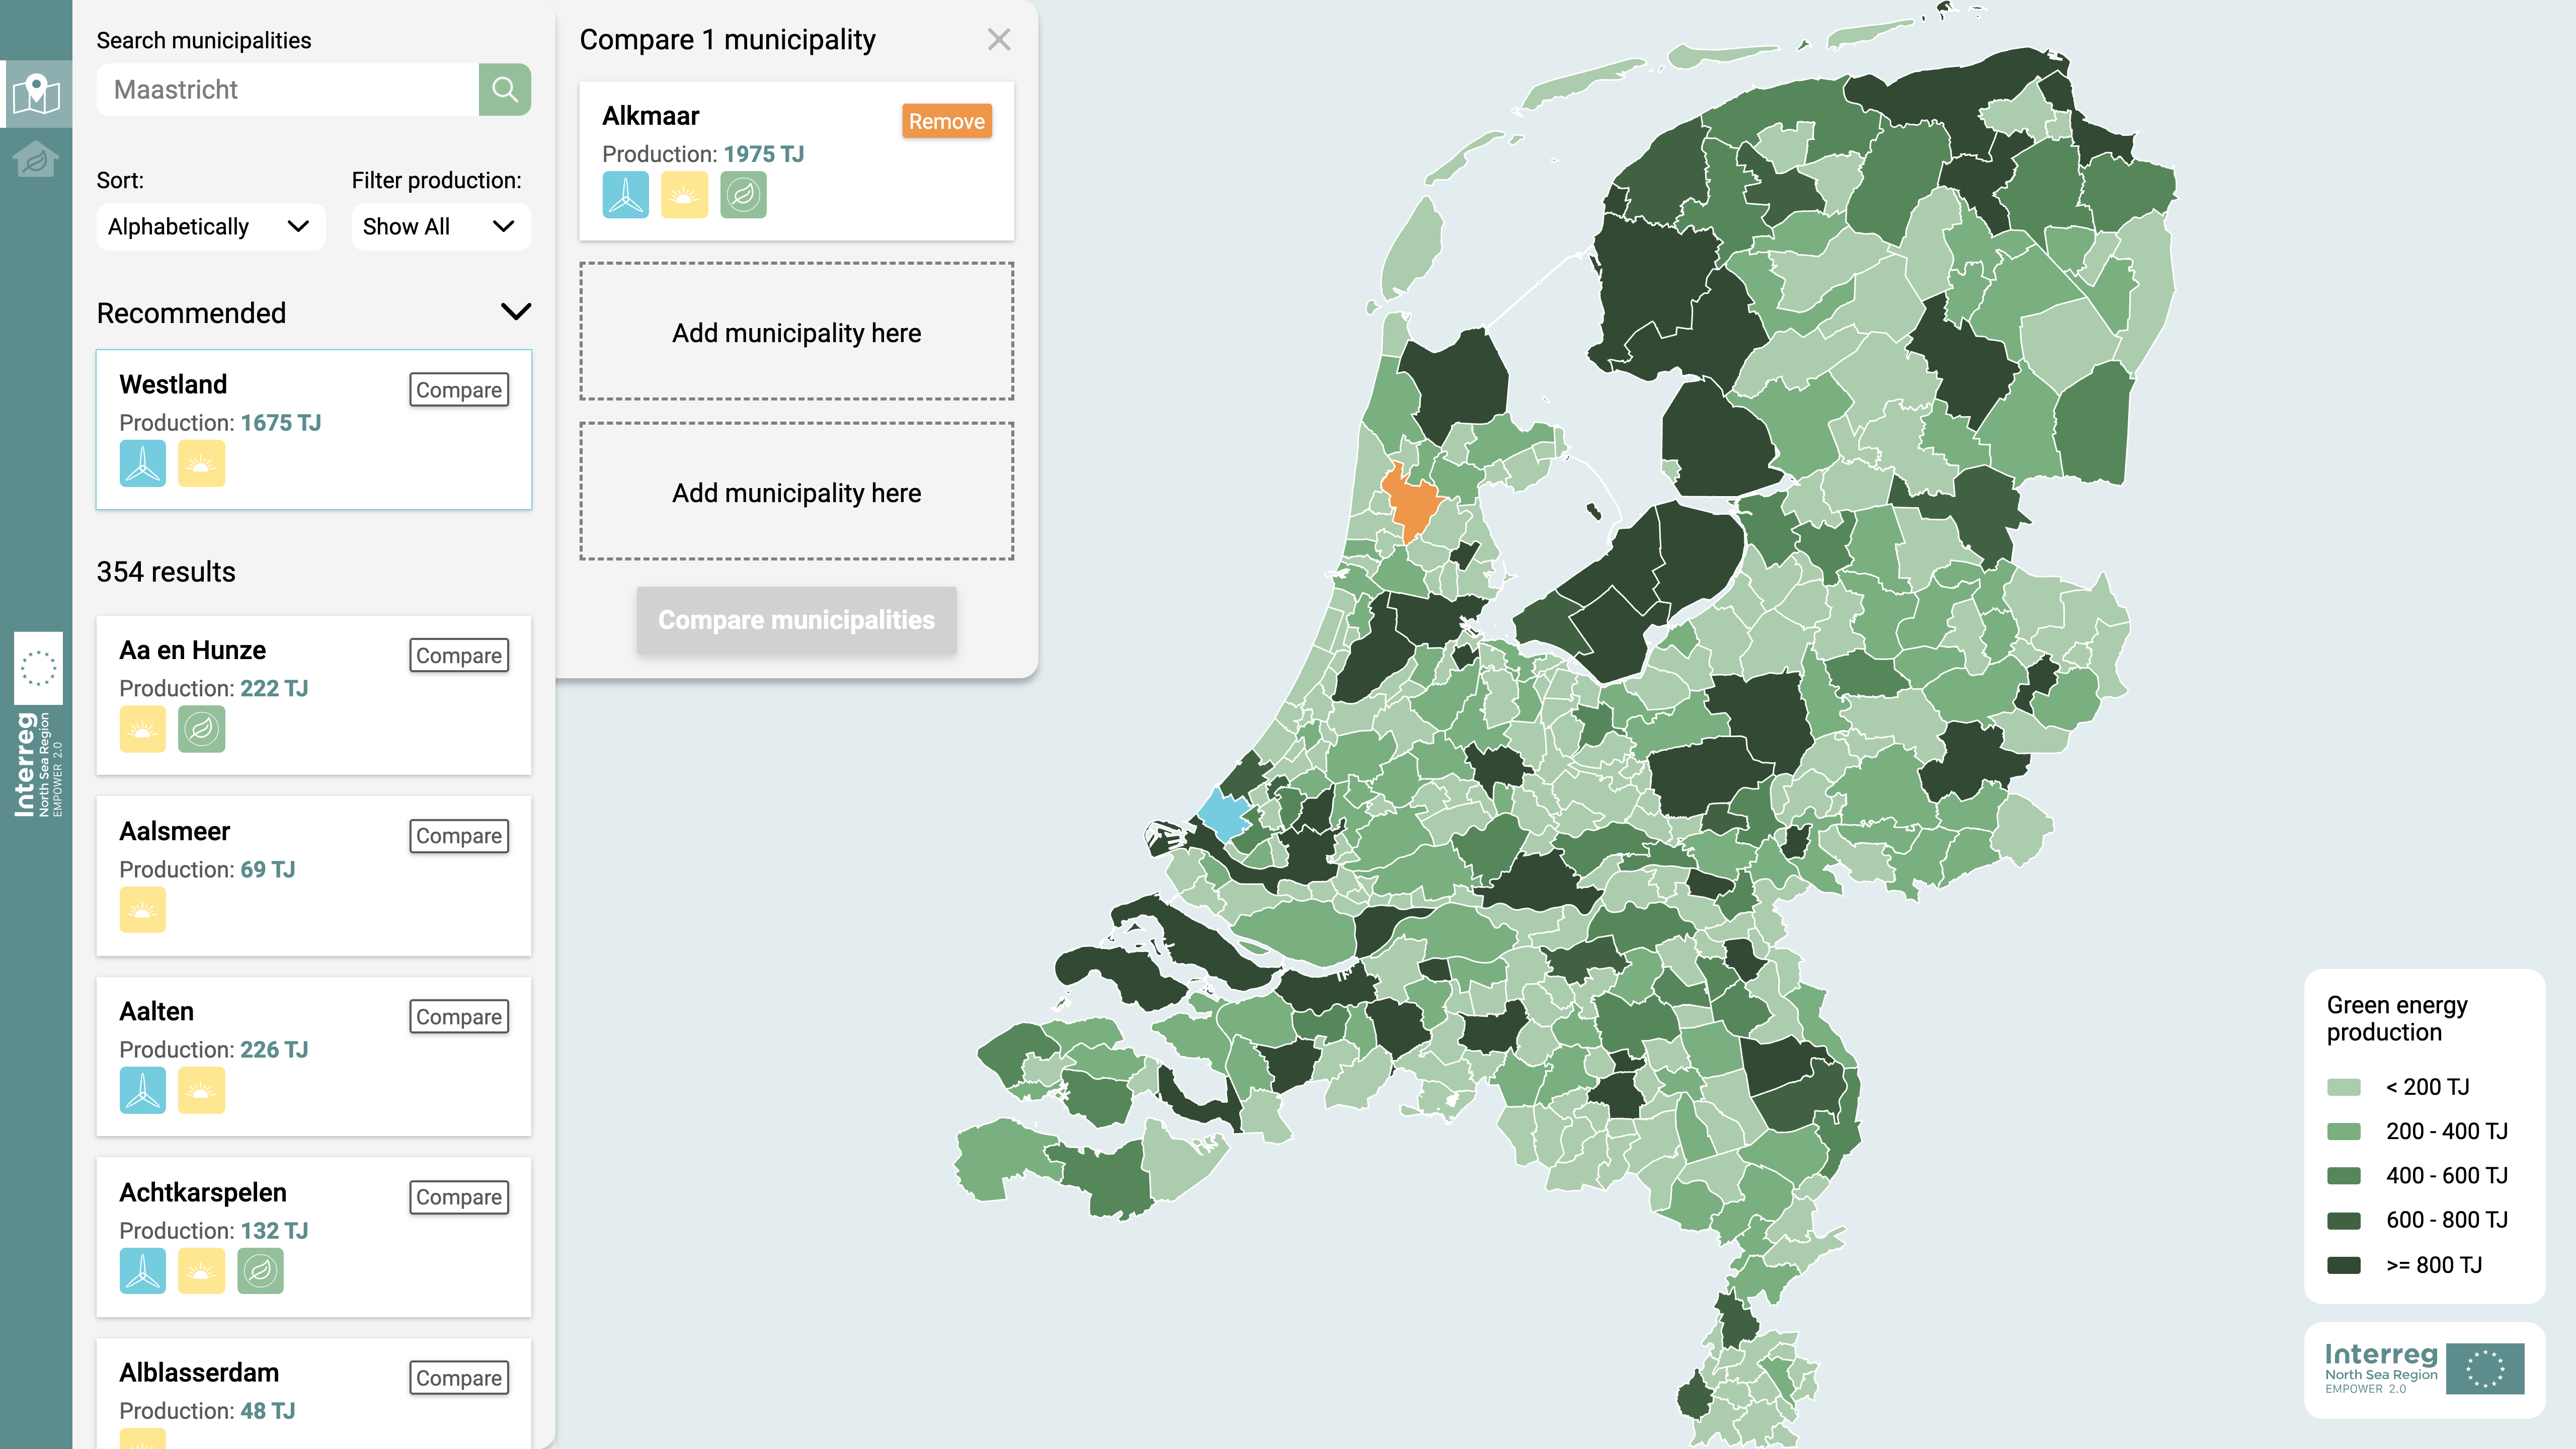 Search municipalities
Maastricht
Sort:
Filter production:
Alphabetically
Show All
Recommended
Westland
Compare
Production: 1675 TJ
354 results
Aa en Hunze
Compare
Production: 222 TJ
Aalsmeer
Compare
Production: 69 TJ
Aalten
Compare
Production: 226 TJ
Achtkarspelen
Compare
Production: 132 TJ
Alblasserdam
Compare
Production: 48 TJ
Compare 1 municipality
Alkmaar
Remove
Production: 1975 TJ
Add municipality here
Add municipality here
Compare municipalities
Interreg
North Sea Region
EMPOWER 2.0
Green energy
production
< 200 TJ
200 - 400 TJ
400 - 600 TJ
600 - 800 TJ
>= 800 TJ
Interreg
North Sea Region
EMPOWER 2.0